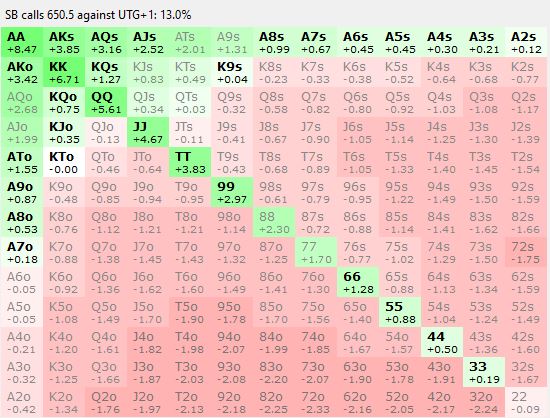 SB calls 650.5 against UTG+1: 13.0%
AA AKs AQs AJs ATs A9s A8s A7s A6s A5s A4s A3s A2s
+8.47 +3.85 +3.16 +2.52 +2.01 +1.31 +0.99 +0.67 +0.45 +0.45 +0.30 +0.21 +0.12
AKo KK KQs KJs KTs K9s K8s K7s K6s K5s K4s K3s K2s
+3.42 +6.71 +1.27 +0.83 +0.49 +0.04 -0.23 -0.33 -0.38 -0.52 -0.64 -0.68 -0.77
AQo KQo QQ QJs QTs Q9s Q8s Q7s Q6s Q5s Q4s Q3s Q2s
+2.68 +0.75 +5.61 +0.34 +0.03 -0.32 -0.58 -0.82 -0.80 -0.92 -1.03 -1.08 -1.17
AJo KJo QJo JJ JTs J9s J8s J7s J6s J5s J4s J3s J2s
+1.99 +0.35 -0.13 +4.67 -0.11 -0.41 -0.67 -0.90 -1.05 -1.14 -1.25 -1.30 -1.39
ATo KTo QTo JTo TT T9s T8s T7s T6s T5s T4s T3s T2s
+1.55 -0.00 -0.46 -0.64 +3.83 -0.43 -0.68 -0.89 -1.05 -1.33 -1.40 -1.45 -1.54
A9o K9o Q9o J9o T9o 99 98s 97s 96s 95s 94s 93s 92s
+0.87 -0.48 -0.85 -0.94 -0.95 +2.97 -0.61 -0.79 -0.95 -1.22 -1.49 -1.50 -1.59
A8o K8o Q8o J8o T8o 98o 88 87s 86s 85s 84s 83s 82s
+0.53 -0.76 -1.12 -1.21 -1.21 -1.14 +2.30 -0.72 -0.88 -1.14 -1.41 -1.62 -1.66
A7o K7o Q7o J7o T7o 97o 87o 77 76s 75s 74s 73s 72s
+0.18 -0.88 -1.38 -1.45 -1.43 -1.32 -1.25 +1.70 -0.77 -1.02 -1.29 -1.50 -1.75
A6o K6o Q6o J6o T6o 96o 86o 76o 66 65s 64s 63s 62s
-0.05 -0.92 -1.36 -1.62 -1.60 -1.49 -1.41 -1.30 +1.28 -0.88 -1.13 -1.34 -1.59
A5o K5o Q5o J5o T5o 95o 85o 75o 65o 55 54s 53s 52s
-0.05 -1.08 -1.49 -1.70 -1.90 -1.78 -1.70 -1.56 -1.40 +0.88 -1.04 -1.24 -1.49
A4o K4o Q4o J4o T4o 94o 84o 74o 64o 54o 44 43s 42s
-0.21 -1.20 -1.61 -1.82 -1.98 -2.07 -1.99 -1.85 -1.67 -1.57 +0.50 -1.36 -1.60
A3o K3o Q3o J3o T3o 93o 83o 73o 63o 53o 43o 33 32s
-0.32 -1.25 -1.66 -1.87 -2.03 -2.08 -2.20 -2.07 -1.90 -1.78 -1.91 +0.19 -1.67
A2o K2o Q2o J2o T2o 92o 82o 72o 62o 52o 42o 32o 22
-0.42 -1.34 -1.76 -1.97 -2.13 -2.18 -2.25 -2.33 -2.16 -2.05 -2.17 -2.24 -0.09